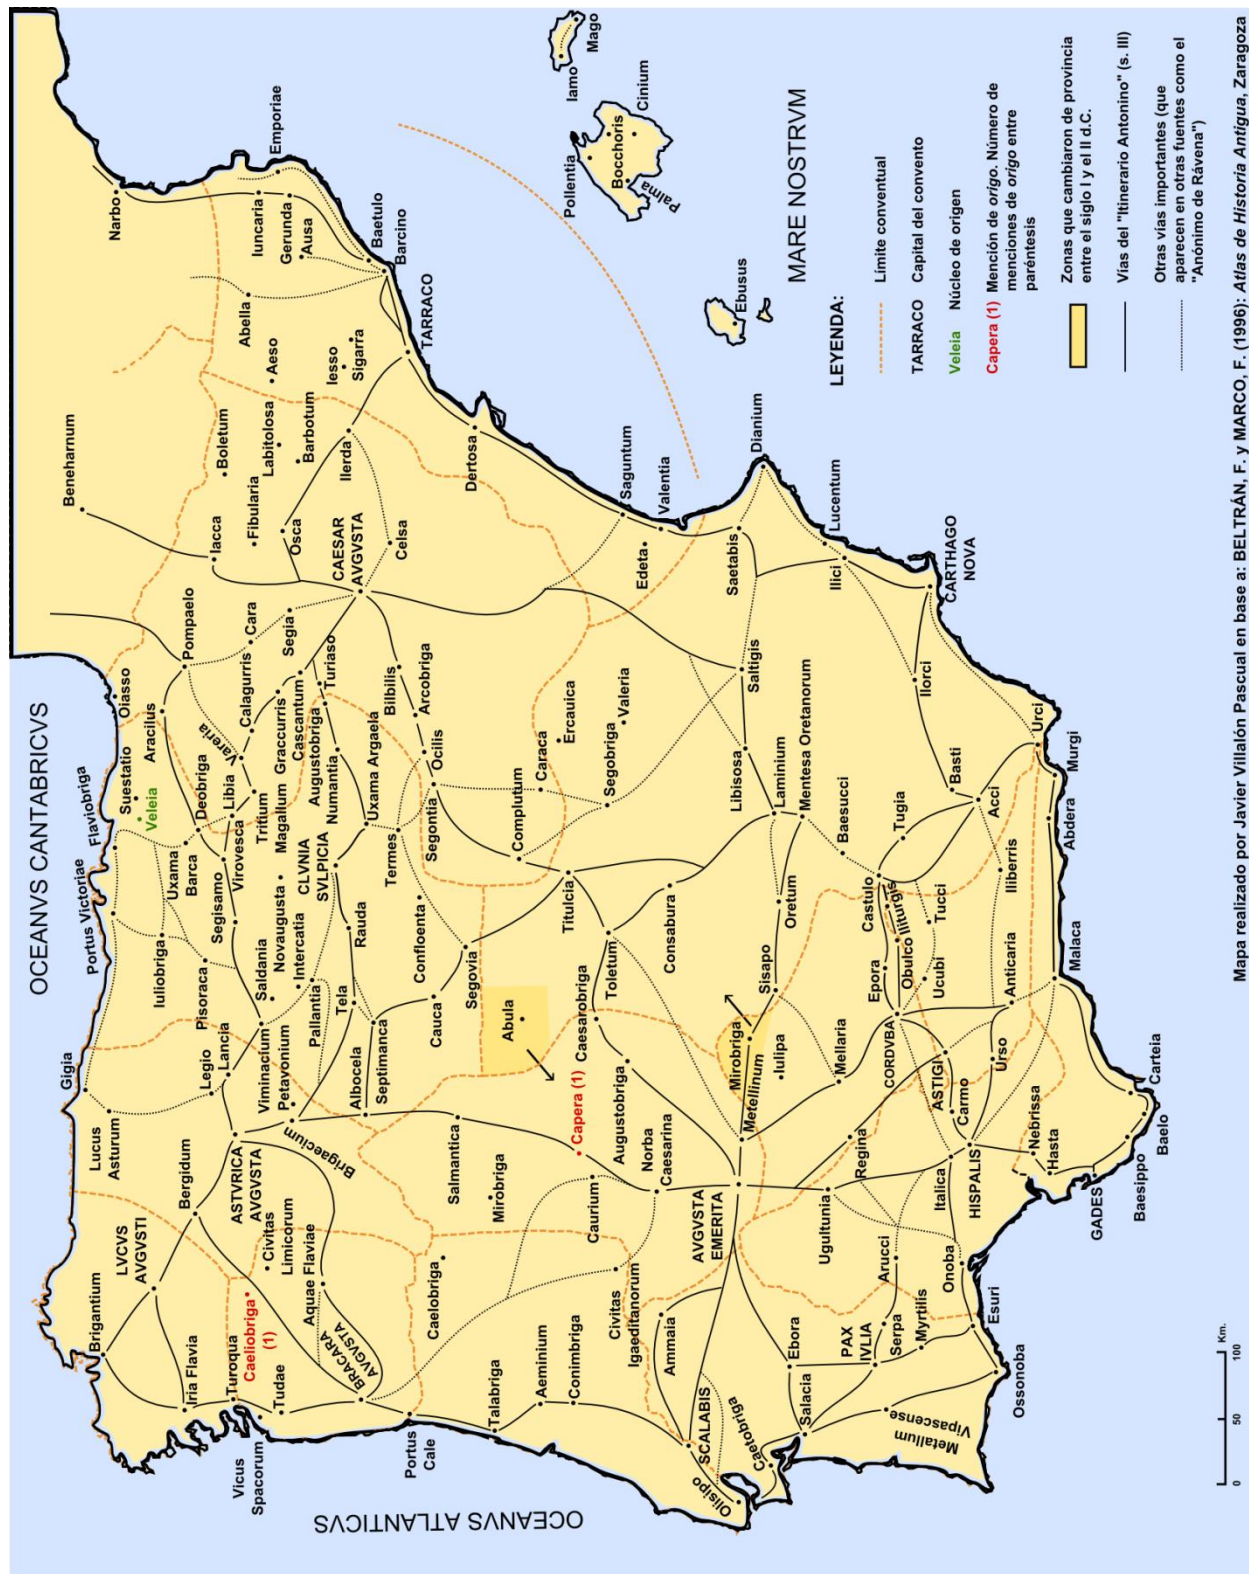 OCEANVS CANTABRICVS
OCEANVS ATLANTICVS
MARE NOSTRVM
Brigantium
LVCVS
AVGVSTI
Iria Flavia
Turoqua
Caeliobriga
(1)
Vicus
Spacorum
Tudae
BRACARA
AVGVSTA
Aquae Flaviae
Civitas
Limicorum
Bergidum
ASTVRICA
AVGVSTA
Lucus
Asturum
Gigia
Legio
Lancia
Brigaecium
Petavonium
Viminacium
Portus
Cale
Talabriga
Aeminium
Conimbriga
Caelobriga
Civitas
Igaeditanorum
Ammaia
SCALABIS
Olisipo
Caetobriga
Salacia
Ebora
PAX
IVLIA
Serpa
Myrtilis
Arucci
Metallum
Vipascense
Ossonoba
Esuri
Onoba
Italica
HISPALIS
Carmo
ASTIGI
Urso
Nebrissa
Hasta
GADES
Baesippo
Baelo
Carteia
Malaca
Anticaria
Regina
Ugultunia
AVGVSTA
EMERITA
Metellinum
Mirobriga
Iulipa
Mellaria
Sisapo
CORDVBA
Epora
Obulco
Iliturgis
Castulo
Ucubi
Tucci
Iliberris
Acci
Basti
Tugia
Baesucci
Mentesa Oretanorum
Laminium
Libisosa
Oretum
Abdera
Murgi
Urci
Ilorci
CARTHAGO
NOVA
Ilici
Lucentum
Dianium
Saetabis
Saltigis
Valentia
Edeta
Saguntum
Dertosa
TARRACO
Barcino
Baetulo
Ausa
Gerunda
Iuncaria
Emporiae
Narbo
Abella
Aeso
Iesso
Sigarra
Ilerda
Barbotum
Labitolosa
Boletum
Fibularia
Osca
Iacca
Beneharnum
Celsa
CAESAR
AVGVSTA
Segia
Cara
Pompaelo
Oiasso
Aracilus
Suestatio
Veleia
Flaviobriga
Portus Victoriae
Iuliobriga
Pisoraca
Uxama
Barca
Deobriga
Vareria
Calagurris
Graccurris
Cascantum
Turiaso
Libia
Tritium
Virovesca
Segisamo
Magallum
Augustobriga
Numantia
Uxama Argaela
CLVNIA
SVLPICIA
Novaugusta
Intercatia
Saldania
Pallantia
Tela
Rauda
Albocela
Septimanca
Cauca
Confloenta
Segovia
Termes
Segontia
Ocilis
Arcobriga
Bilbilis
Complutum
Caraca
Ercauica
Segobriga
Valeria
Titulcia
Toletum
Consabura
Caesarobriga
Augustobriga
Abula
Capera (1)
Salmantica
Mirobriga
Caurium
Norba
Caesarina
Iamo
Mago
Pollentia
Bocchoris
Cinium
Palma
Ebusus
LEYENDA:
Límite conventual
TARRACO Capital del convento
Veleia Núcleo de origen
Capera (1) Mención de origo. Número de
menciones de origo entre
paréntesis
Zonas que cambiaron de provincia
entre el siglo I y el II d.C.
Vías del "Itinerario Antonino" (s. III)
Otras vias importantes (que
aparecen en otras fuentes como el
"Anónimo de Rávena")
0 50 100 Km.
Mapa realizado por Javier Villalón Pascual en base a: BELTRÁN, F. y MARCO, F. (1996): Atlas de Historia Antigua, Zaragoza